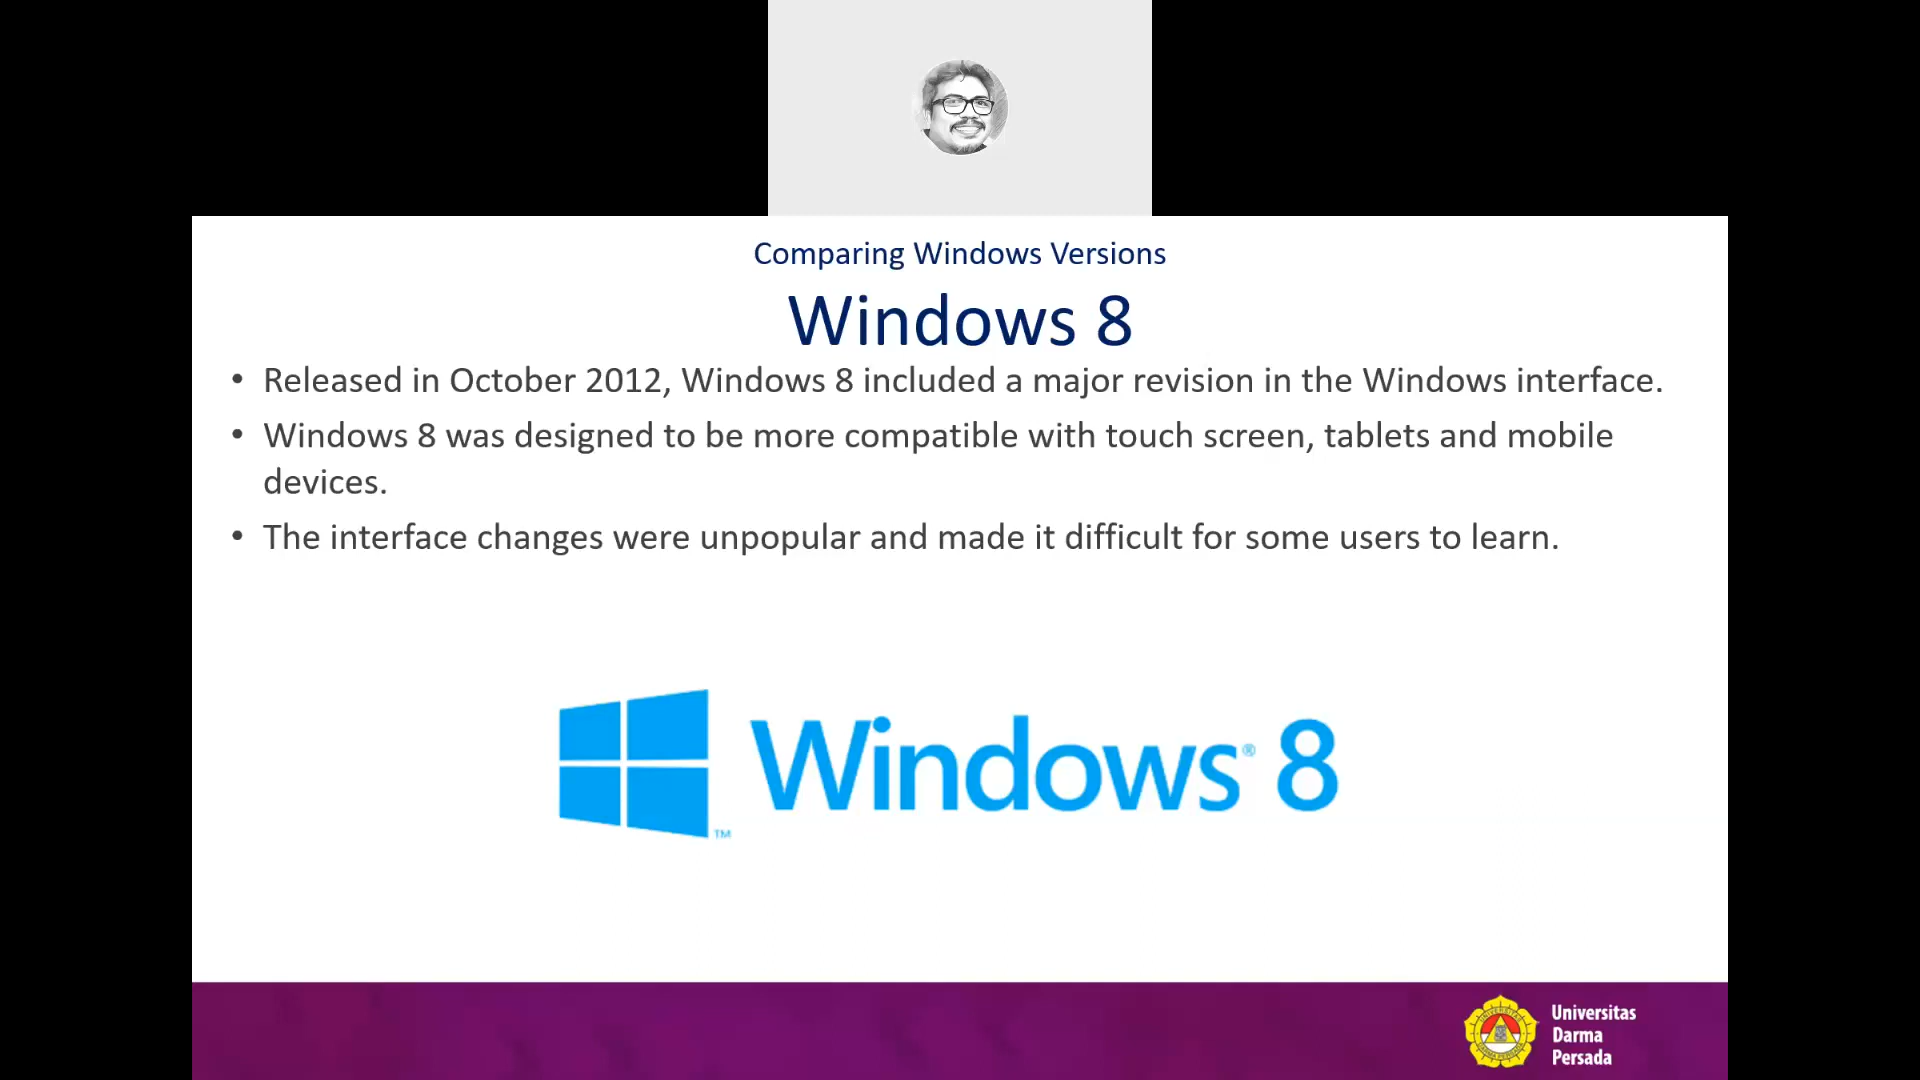 Comparing Windows Versions
Windows 8
• Released in October 2012, Windows 8 included a major revision in the Windows interface.
• Windows 8 was designed to be more compatible with touch screen, tablets and mobile
devices.
• The interface changes were unpopular and made it difficult for some users to learn.
Windows® 8
™
Universitas
Darma
Persada